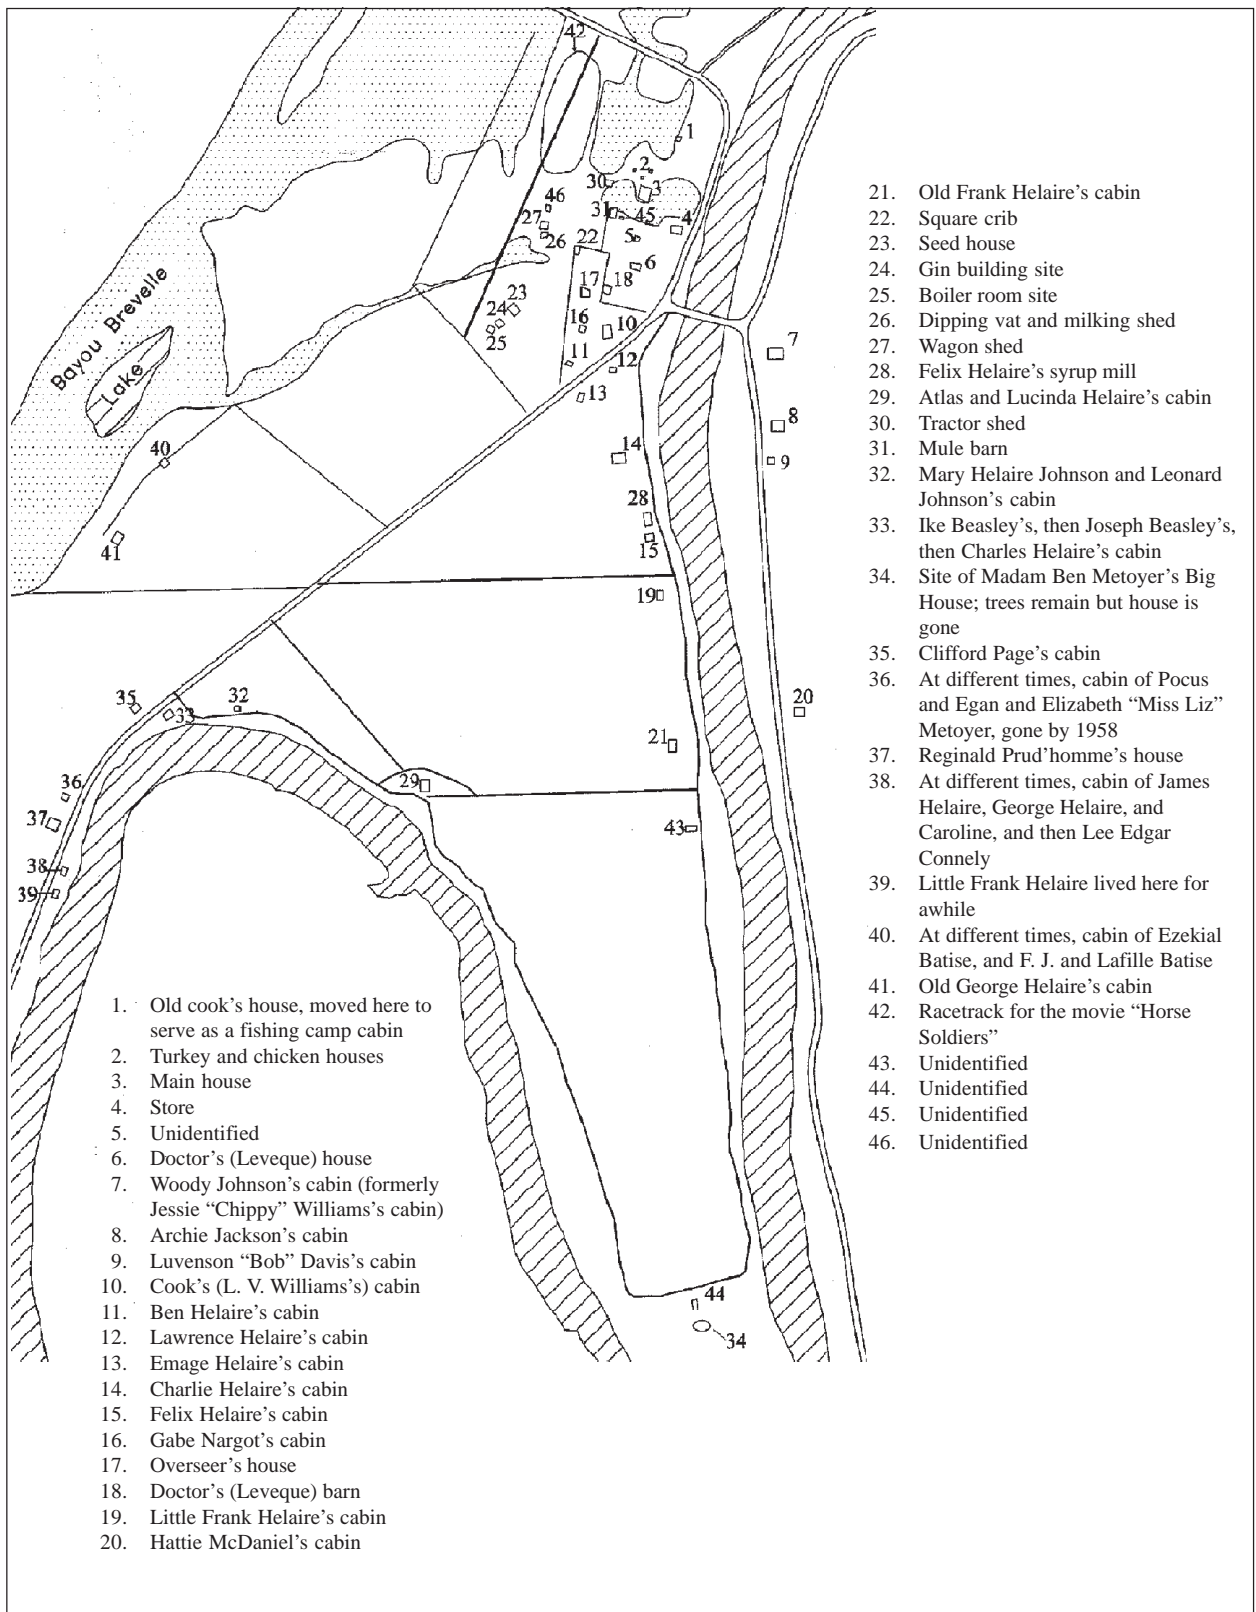 42
1
2
30
3
46
31
45
4
27
5
26
22
6
17
18
23
24
16
10
25
7
11
12
13
8
Bayou Brevelle
Lake
14
9
40
28
41
15
19
35
32
33
20
21
36
29
37
43
38
39
44
34
1. Old cook's house, moved here to
serve as a fishing camp cabin
2. Turkey and chicken houses
3. Main house
4. Store
5. Unidentified
6. Doctor's (Leveque) house
7. Woody Johnson's cabin (formerly
Jessie “Chippy” Williams's cabin)
8. Archie Jackson's cabin
9. Luvenson “Bob” Davis's cabin
10. Cook's (L. V. Williams's) cabin
11. Ben Helaire's cabin
12. Lawrence Helaire's cabin
13. Emage Helaire's cabin
14. Charlie Helaire's cabin
15. Felix Helaire's cabin
16. Gabe Nargot's cabin
17. Overseer's house
18. Doctor's (Leveque) barn
19. Little Frank Helaire's cabin
20. Hattie McDaniel's cabin
21. Old Frank Helaire's cabin
22. Square crib
23. Seed house
24. Gin building site
25. Boiler room site
26. Dipping vat and milking shed
27. Wagon shed
28. Felix Helaire's syrup mill
29. Atlas and Lucinda Helaire's cabin
30. Tractor shed
31. Mule barn
32. Mary Helaire Johnson and Leonard
Johnson's cabin
33. Ike Beasley's, then Joseph Beasley's,
then Charles Helaire's cabin
34. Site of Madam Ben Metoyer's Big
House; trees remain but house is
gone
35. Clifford Page's cabin
36. At different times, cabin of Pocus
and Egan and Elizabeth “Miss Liz”
Metoyer, gone by 1958
37. Reginald Prud'homme's house
38. At different times, cabin of James
Helaire, George Helaire, and
Caroline, and then Lee Edgar
Connely
39. Little Frank Helaire lived here for
awhile
40. At different times, cabin of Ezekial
Batise, and F. J. and Lafille Batise
41. Old George Helaire's cabin
42. Racetrack for the movie “Horse
Soldiers”
43. Unidentified
44. Unidentified
45. Unidentified
46. Unidentified